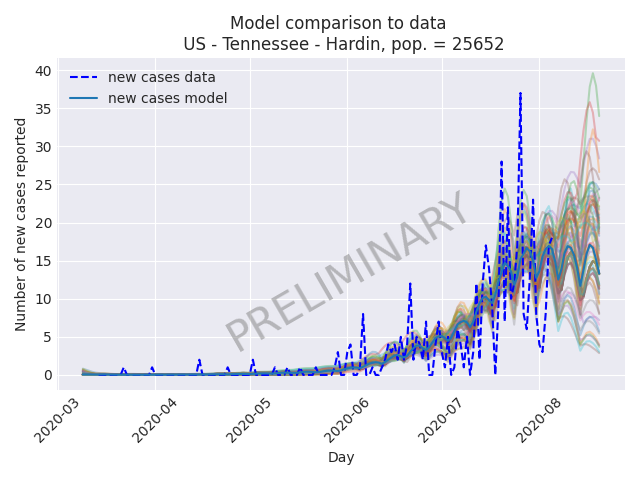 Model comparison to data
US - Tennessee - Hardin, pop. = 25652
new cases data
new cases model
Number of new cases reported
40
35
30
25
20
15
10
5
0
PRELIMINARY
2020-03
2020-04
2020-05
2020-06
2020-07
2020-08
Day